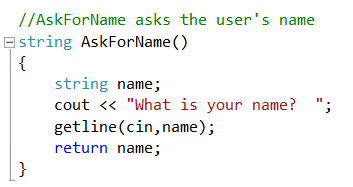 //AskForName asks the user's name
string AskForName()
{
    string name;
    cout << "What is your name?  ";
    getline(cin,name);
    return name;
}